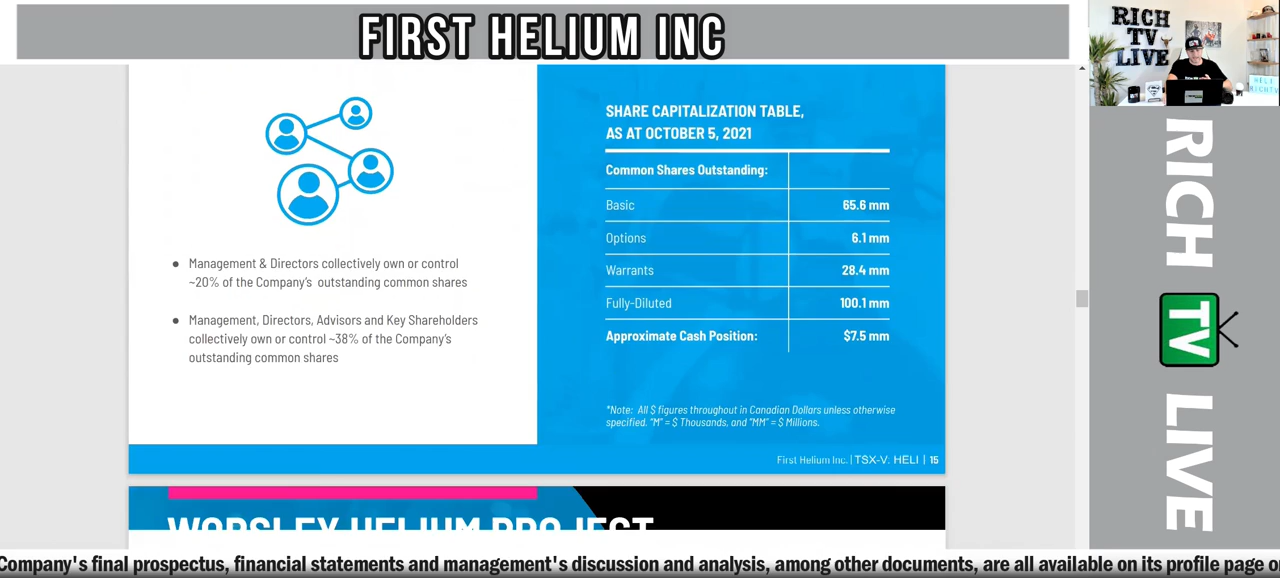 FIRST HELIUM INC
RICH
TV
LIVE
SHARE CAPITALIZATION TABLE,
AS AT OCTOBER 5, 2021
Common Shares Outstanding:
Basic 65.6 mm
Options 6.1 mm
Warrants 28.4 mm
Fully-Diluted 100.1 mm
Approximate Cash Position: $7.5 mm
● Management & Directors collectively own or control
~20% of the Company's outstanding common shares
● Management, Directors, Advisors and Key Shareholders
collectively own or control ~38% of the Company's
outstanding common shares
*Note: All $ figures throughout in Canadian Dollars unless otherwise
specified. "M" = $ Thousands, and "MM" = $ Millions.
First Helium Inc. | TSX-V: HELI | 15
WORSLEY HELIUM PROJECT
RICH
TV
LIVE
Company's final prospectus, financial statements and management's discussion and analysis, among other documents, are all available on its profile page